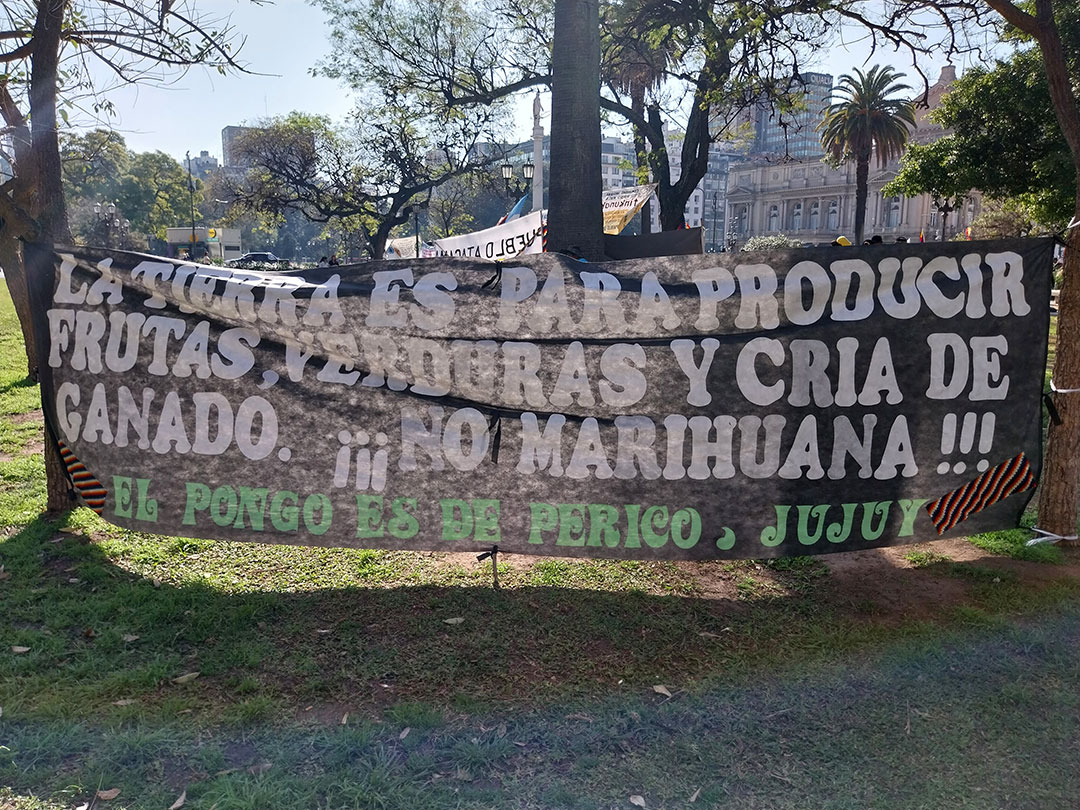 LA TIERRA ES PARA PRODUCIR
FRUTAS, VERDURAS Y CRIA DE
GANADO. ¡¡¡ NO MARIHUANA !!!
EL PONGO ES DE PERICO, JUJUY